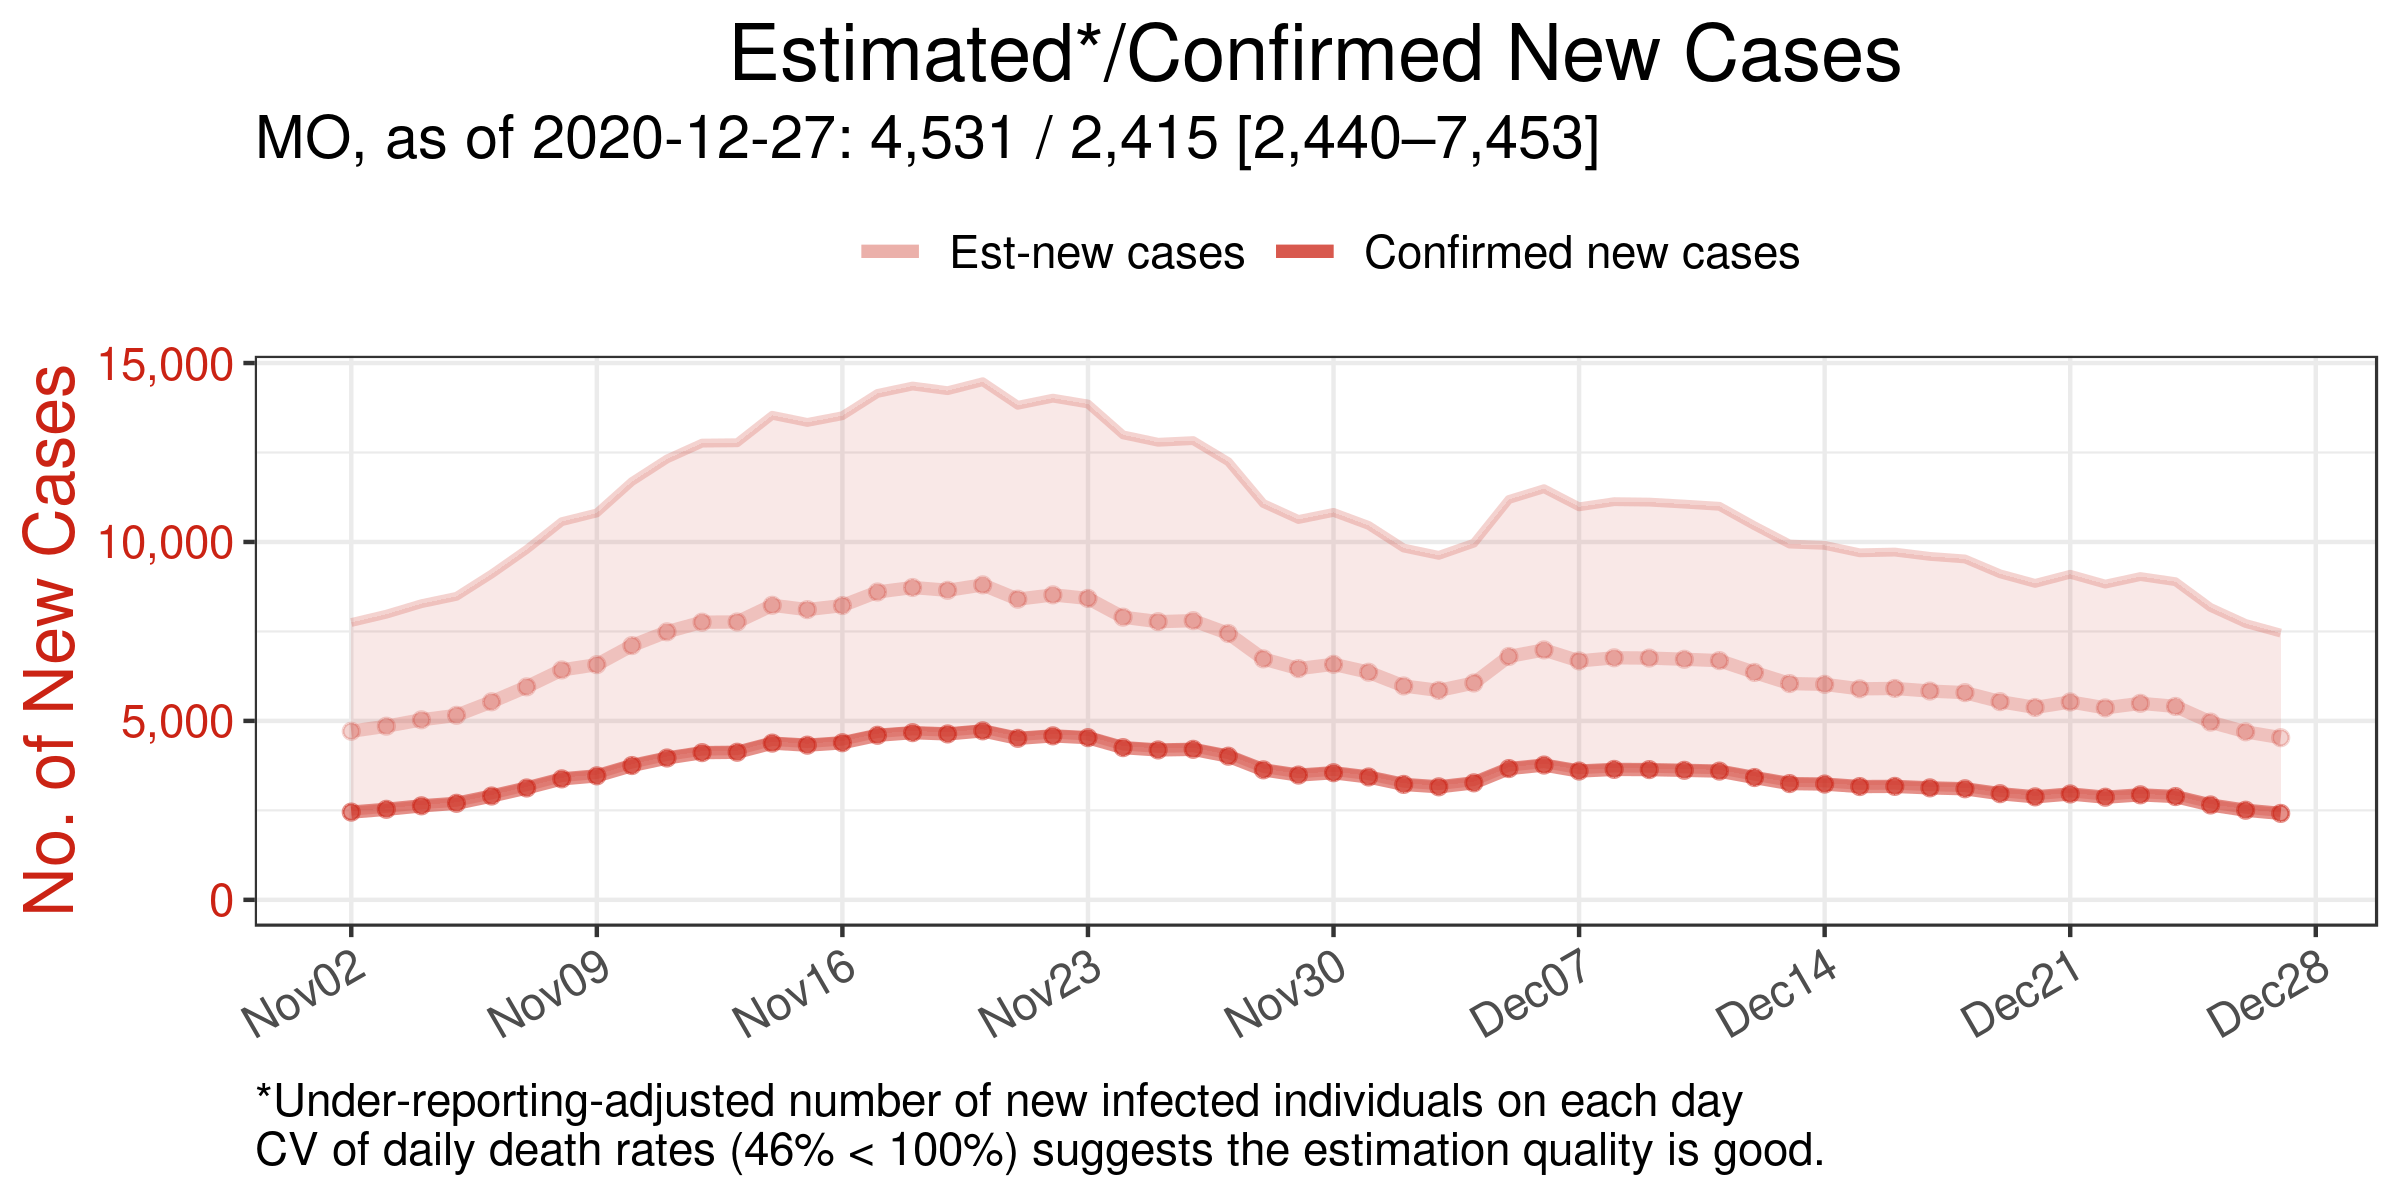 Estimated*/Confirmed New Cases
MO, as of 2020-12-27: 4,531 / 2,415 [2,440–7,453]
Est-new cases
Confirmed new cases
No. of New Cases
15,000
10,000
5,000
0
Nov02
Nov09
Nov16
Nov23
Nov30
Dec07
Dec14
Dec21
Dec28
*Under-reporting-adjusted number of new infected individuals on each day
CV of daily death rates (46% < 100%) suggests the estimation quality is good.